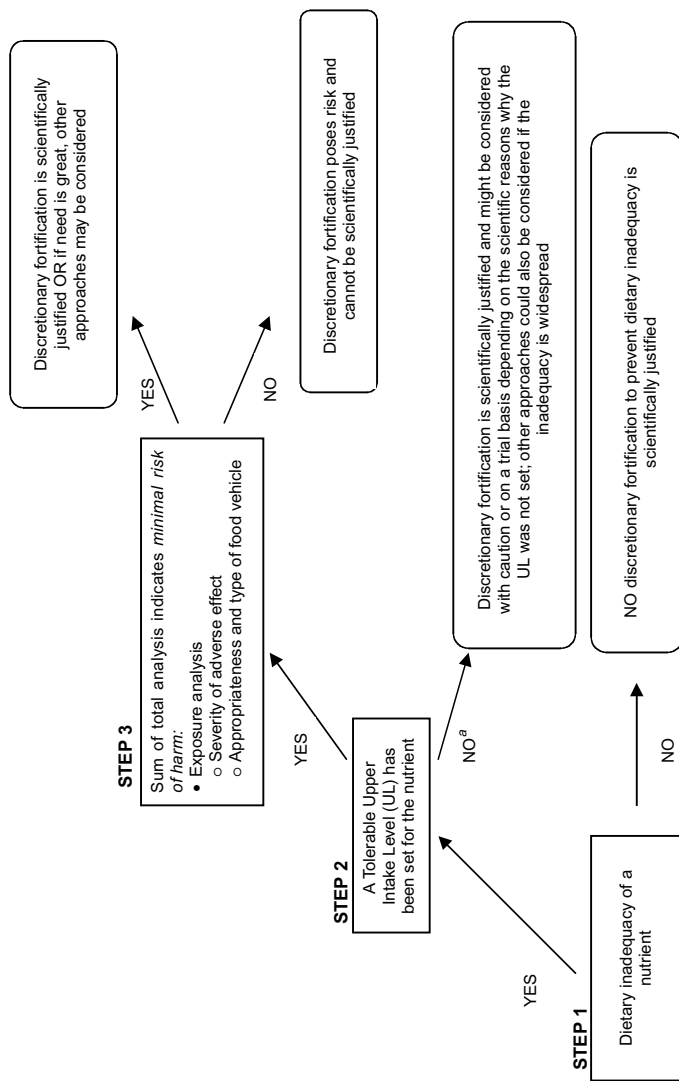 STEP 1
Dietary inadequacy of a
nutrient
YES
NO
STEP 2
A Tolerable Upper
Intake Level (UL) has
been set for the nutrient
YES
NOᵃ
STEP 3
Sum of total analysis indicates minimal risk
of harm:
• Exposure analysis
○ Severity of adverse effect
○ Appropriateness and type of food vehicle
YES
NO
Discretionary fortification is scientifically
justified OR if need is great, other
approaches may be considered
Discretionary fortification poses risk and
cannot be scientifically justified
Discretionary fortification is scientifically justified and might be considered
with caution or on a trial basis depending on the scientific reasons why the
UL was not set; other approaches could also be considered if the
inadequacy is widespread
NO discretionary fortification to prevent dietary inadequacy is
scientifically justified